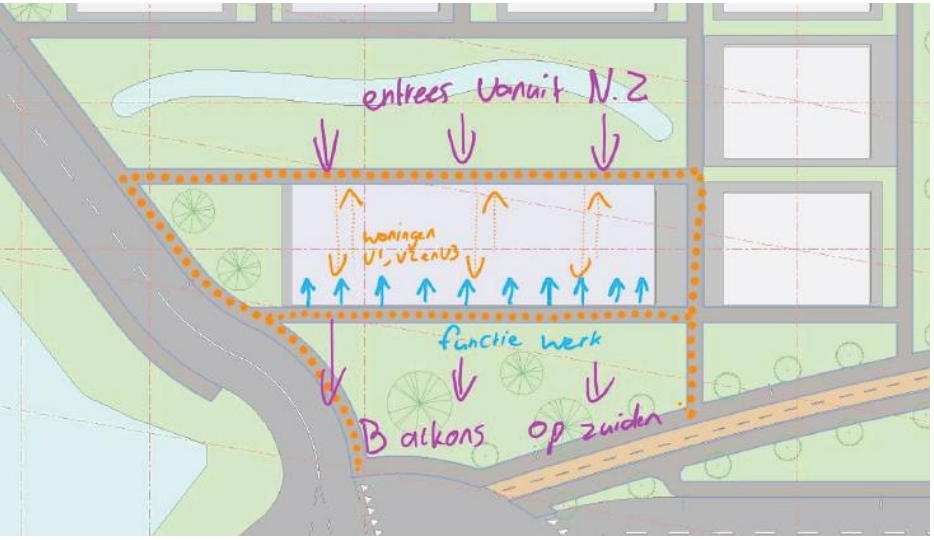 entrees vanuit N.Z
woningen
V1, V2 en V3
functie werk
Balkons op zuiden